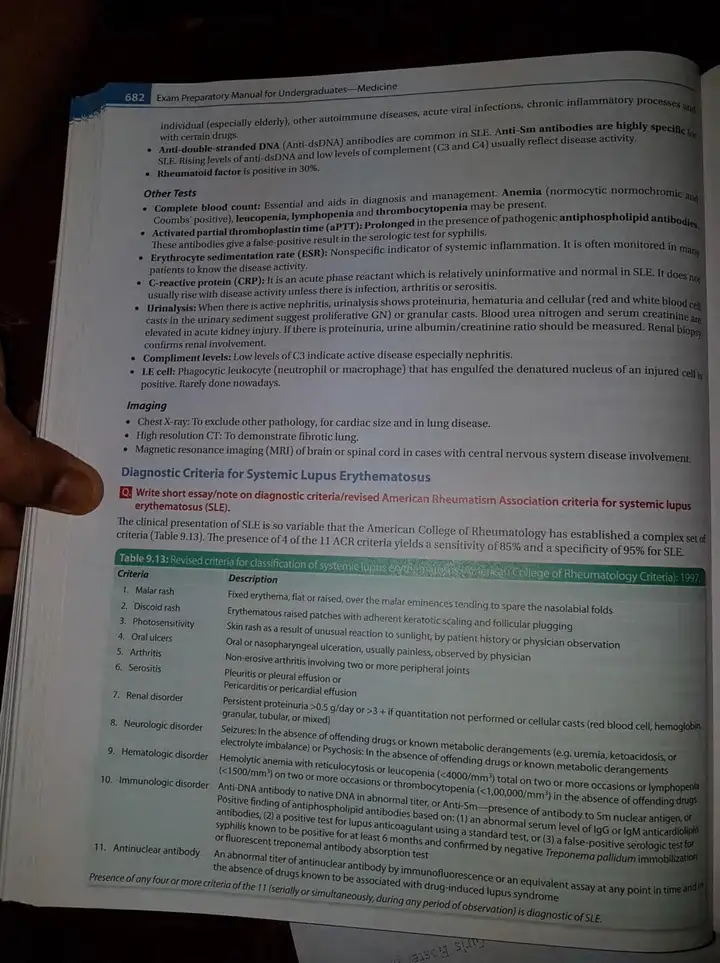 682 Exam Preparatory Manual for Undergraduates—Medicine
individual (especially elderly), other autoimmune diseases, acute viral infections, chronic inflammatory processes and
with certain drugs.
• Anti-double-stranded DNA (Anti-dsDNA) antibodies are common in SLE. Anti-Sm antibodies are highly specific for
SLE. Rising levels of anti-dsDNA and low levels of complement (C3 and C4) usually reflect disease activity.
• Rheumatoid factor is positive in 30%.
Other Tests
• Complete blood count: Essential and aids in diagnosis and management. Anemia (normocytic normochromic and
Coombs' positive), leucopenia, lymphopenia and thrombocytopenia may be present.
• Activated partial thromboplastin time (aPTT): Prolonged in the presence of pathogenic antiphospholipid antibodies.
These antibodies give a false-positive result in the serologic test for syphilis.
• Erythrocyte sedimentation rate (ESR): Nonspecific indicator of systemic inflammation. It is often monitored in many
patients to know the disease activity.
• C-reactive protein (CRP): It is an acute phase reactant which is relatively uninformative and normal in SLE. It does not
usually rise with disease activity unless there is infection, arthritis or serositis.
• Urinalysis: When there is active nephritis, urinalysis shows proteinuria, hematuria and cellular (red and white blood cell
casts in the urinary sediment suggest proliferative GN) or granular casts. Blood urea nitrogen and serum creatinine are
elevated in acute kidney injury. If there is proteinuria, urine albumin/creatinine ratio should be measured. Renal biopsy
confirms renal involvement.
• Compliment levels: Low levels of C3 indicate active disease especially nephritis.
• LE cell: Phagocytic leukocyte (neutrophil or macrophage) that has engulfed the denatured nucleus of an injured cell is
positive. Rarely done nowadays.
Imaging
• Chest X-ray: To exclude other pathology, for cardiac size and in lung disease.
• High resolution CT: To demonstrate fibrotic lung.
• Magnetic resonance imaging (MRI) of brain or spinal cord in cases with central nervous system disease involvement.
Diagnostic Criteria for Systemic Lupus Erythematosus
Q. Write short essay/note on diagnostic criteria/revised American Rheumatism Association criteria for systemic lupus
erythematosus (SLE).
The clinical presentation of SLE is so variable that the American College of Rheumatology has established a complex set of
criteria (Table 9.13). The presence of 4 of the 11 ACR criteria yields a sensitivity of 85% and a specificity of 95% for SLE.
Table 9.13: Revised criteria for classification of systemic lupus erythematosus (American College of Rheumatology Criteria): 1997.
Criteria Description
1. Malar rash Fixed erythema, flat or raised, over the malar eminences tending to spare the nasolabial folds
2. Discoid rash Erythematous raised patches with adherent keratotic scaling and follicular plugging
3. Photosensitivity Skin rash as a result of unusual reaction to sunlight, by patient history or physician observation
4. Oral ulcers Oral or nasopharyngeal ulceration, usually painless, observed by physician
5. Arthritis Non-erosive arthritis involving two or more peripheral joints
6. Serositis Pleuritis or pleural effusion or
Pericarditis or pericardial effusion
7. Renal disorder Persistent proteinuria >0.5 g/day or >3 + if quantitation not performed or cellular casts (red blood cell, hemoglobin,
granular, tubular, or mixed)
8. Neurologic disorder Seizures: In the absence of offending drugs or known metabolic derangements (e.g. uremia, ketoacidosis, or
electrolyte imbalance) or Psychosis: In the absence of offending drugs or known metabolic derangements
9. Hematologic disorder Hemolytic anemia with reticulocytosis or leucopenia (<4000/mm³) total on two or more occasions or lymphopenia
(<1500/mm³) on two or more occasions or thrombocytopenia (<1,00,000/mm³) in the absence of offending drugs
10. Immunologic disorder Anti-DNA antibody to native DNA in abnormal titer, or Anti-Sm—presence of antibody to Sm nuclear antigen, or
Positive finding of antiphospholipid antibodies based on: (1) an abnormal serum level of IgG or IgM anticardiolipin
antibodies, (2) a positive test for lupus anticoagulant using a standard test, or (3) a false-positive serologic test for
syphilis known to be positive for at least 6 months and confirmed by negative Treponema pallidum immobilization
or fluorescent treponemal antibody absorption test
11. Antinuclear antibody An abnormal titer of antinuclear antibody by immunofluorescence or an equivalent assay at any point in time and in
the absence of drugs known to be associated with drug-induced lupus syndrome
Presence of any four or more criteria of the 11 (serially or simultaneously, during any period of observation) is diagnostic of SLE.